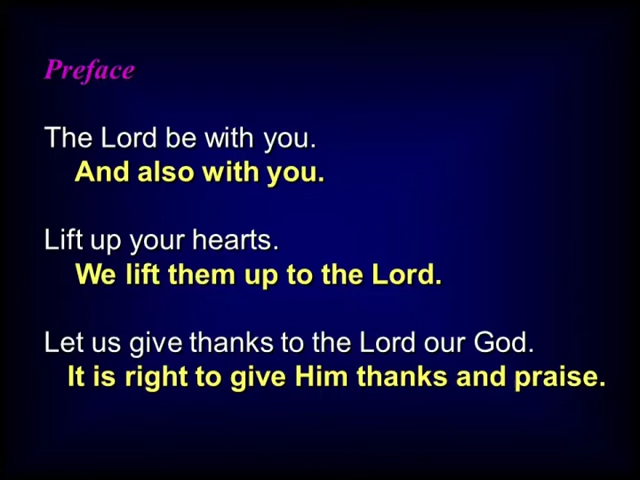 Preface
The Lord be with you.
And also with you.
Lift up your hearts.
We lift them up to the Lord.
Let us give thanks to the Lord our God.
It is right to give Him thanks and praise.